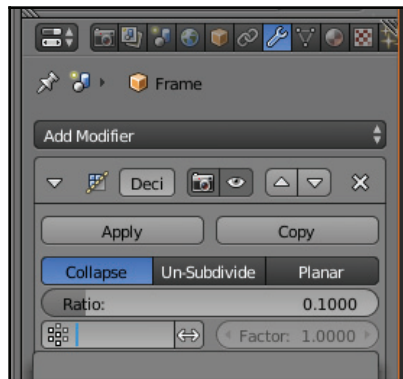 Frame
Add Modifier
Deci
Apply Copy
Collapse Un-Subdivide Planar
Ratio: 0.1000
Factor: 1.0000